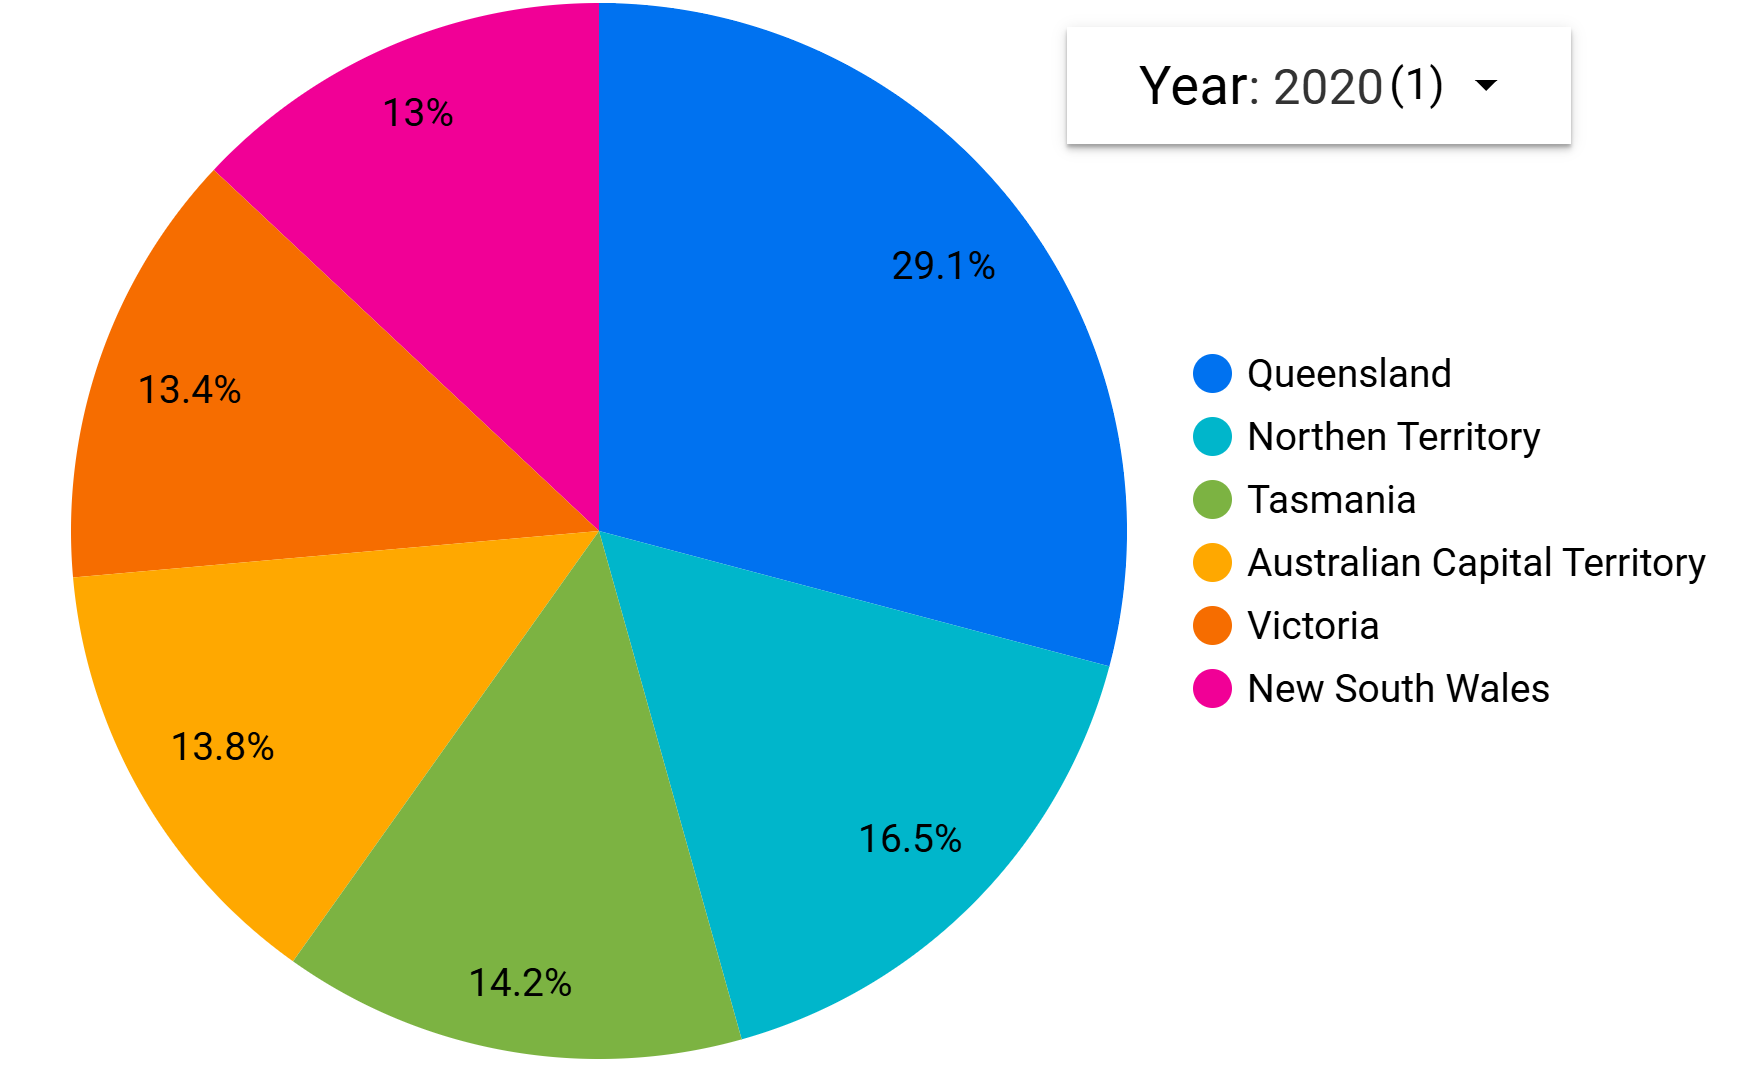 13%
Year: 2020 (1)
29.1%
13.4%
Queensland
Northen Territory
Tasmania
Australian Capital Territory
Victoria
New South Wales
13.8%
16.5%
14.2%